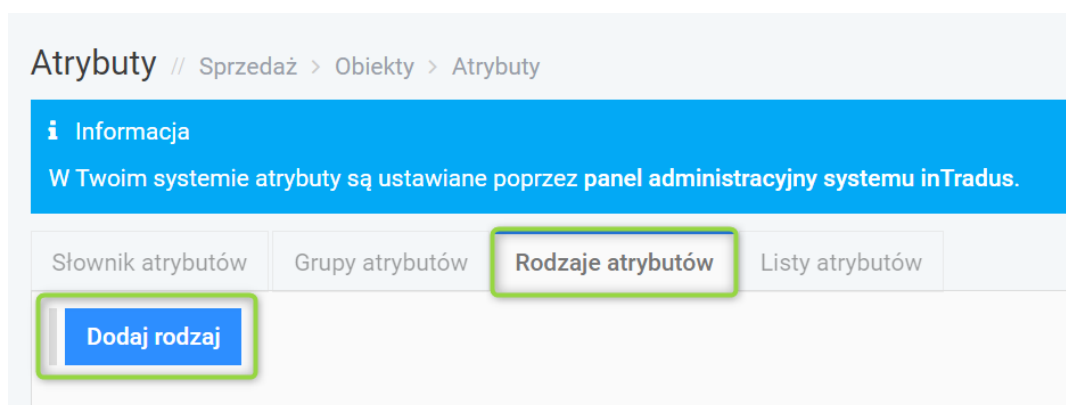 Atrybuty // Sprzedaż > Obiekty > Atrybuty
i Informacja
W Twoim systemie atrybuty są ustawiane poprzez panel administracyjny systemu inTradus.
Słownik atrybutów Grupy atrybutów Rodzaje atrybutów Listy atrybutów
Dodaj rodzaj